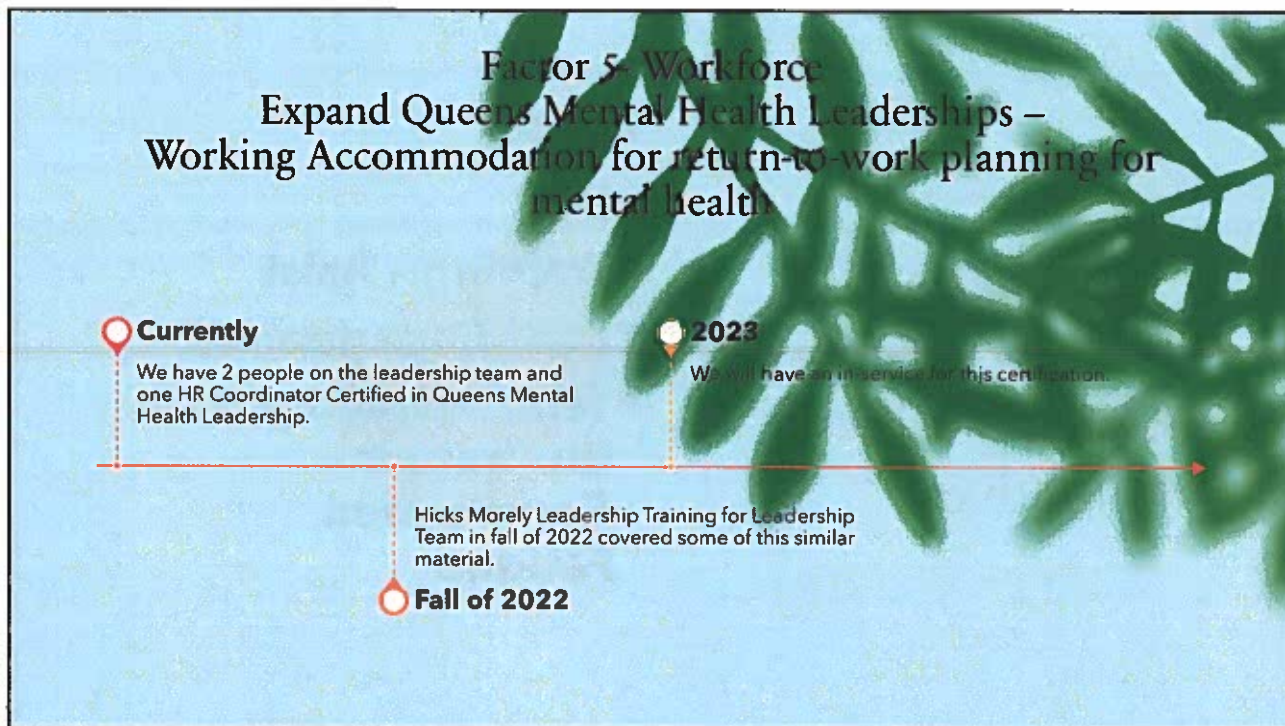 Factor 5- Workforce
Expand Queens Mental Health Leaderships –
Working Accommodation for return-to-work planning for
mental health
Currently
We have 2 people on the leadership team and
one HR Coordinator Certified in Queens Mental
Health Leadership.
2023
We will have an in-service for this certification.
Hicks Morely Leadership Training for Leadership
Team in fall of 2022 covered some of this similar
material.
Fall of 2022